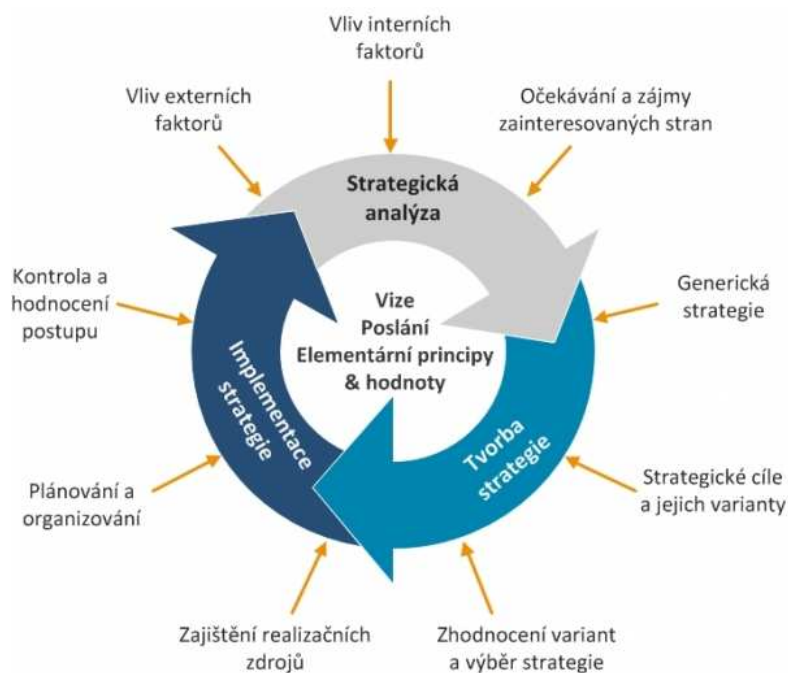 Vliv interních
faktorů
Vliv externích
faktorů
Očekávání a zájmy
zainteresovaných stran
Strategická
analýza
Kontrola a
hodnocení
postupu
Generická
strategie
Vize
Poslání
Elementární principy
& hodnoty
Implementace
strategie
Tvorba
strategie
Plánování a
organizování
Strategické cíle
a jejich varianty
Zajištění realizačních
zdrojů
Zhodnocení variant
a výběr strategie